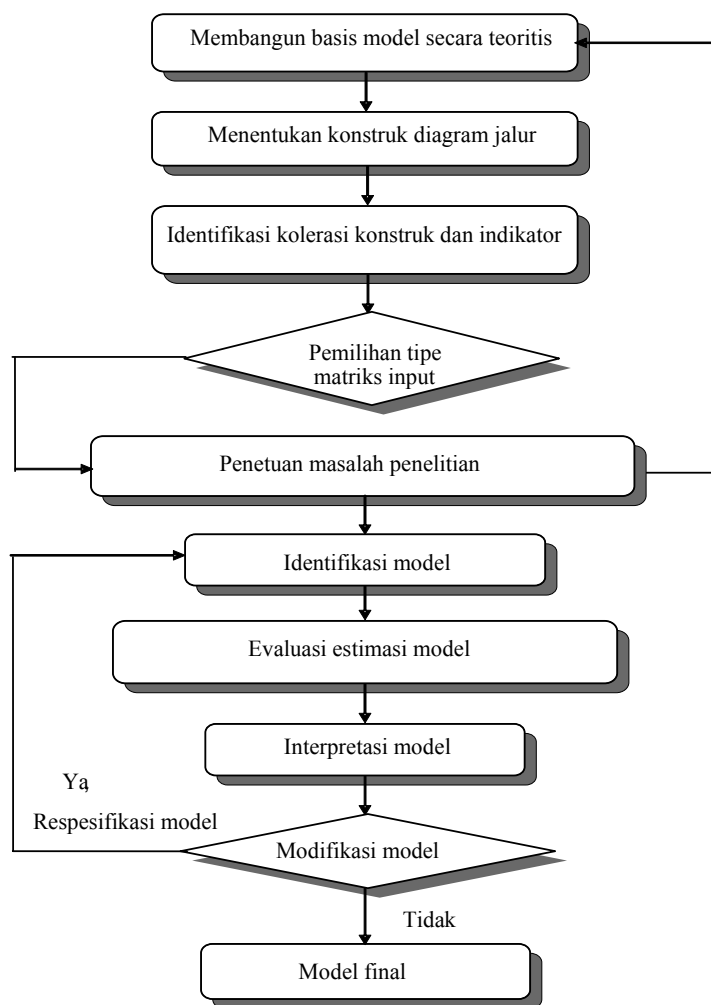 Membangun basis model secara teoritis
Menentukan konstruk diagram jalur
Identifikasi kolerasi konstruk dan indikator
Pemilihan tipe
matriks input
Penetuan masalah penelitian
Identifikasi model
Evaluasi estimasi model
Interpretasi model
Ya,
Respesifikasi model
Modifikasi model
Tidak
Model final